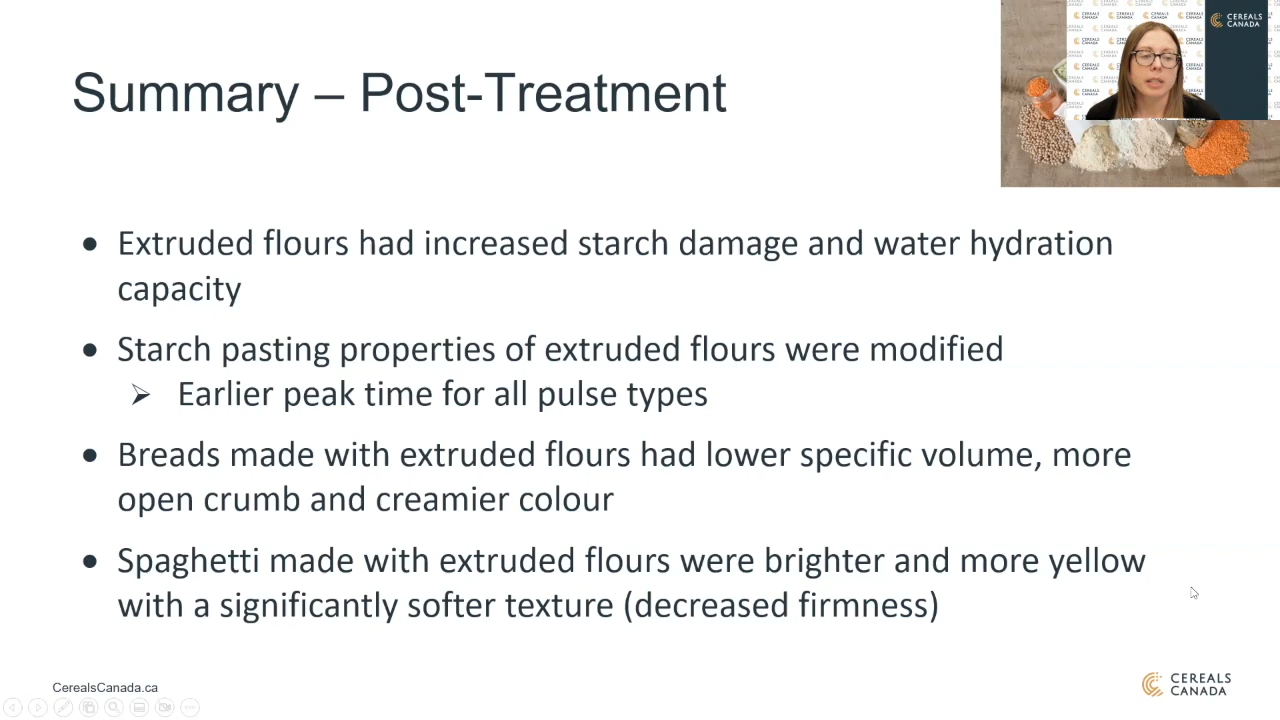 Summary – Post-Treatment
CEREALS
CANADA
• Extruded flours had increased starch damage and water hydration
capacity
• Starch pasting properties of extruded flours were modified
➢ Earlier peak time for all pulse types
• Breads made with extruded flours had lower specific volume, more
open crumb and creamier colour
• Spaghetti made with extruded flours were brighter and more yellow
with a significantly softer texture (decreased firmness)
CerealsCanada.ca
CEREALS
CANADA